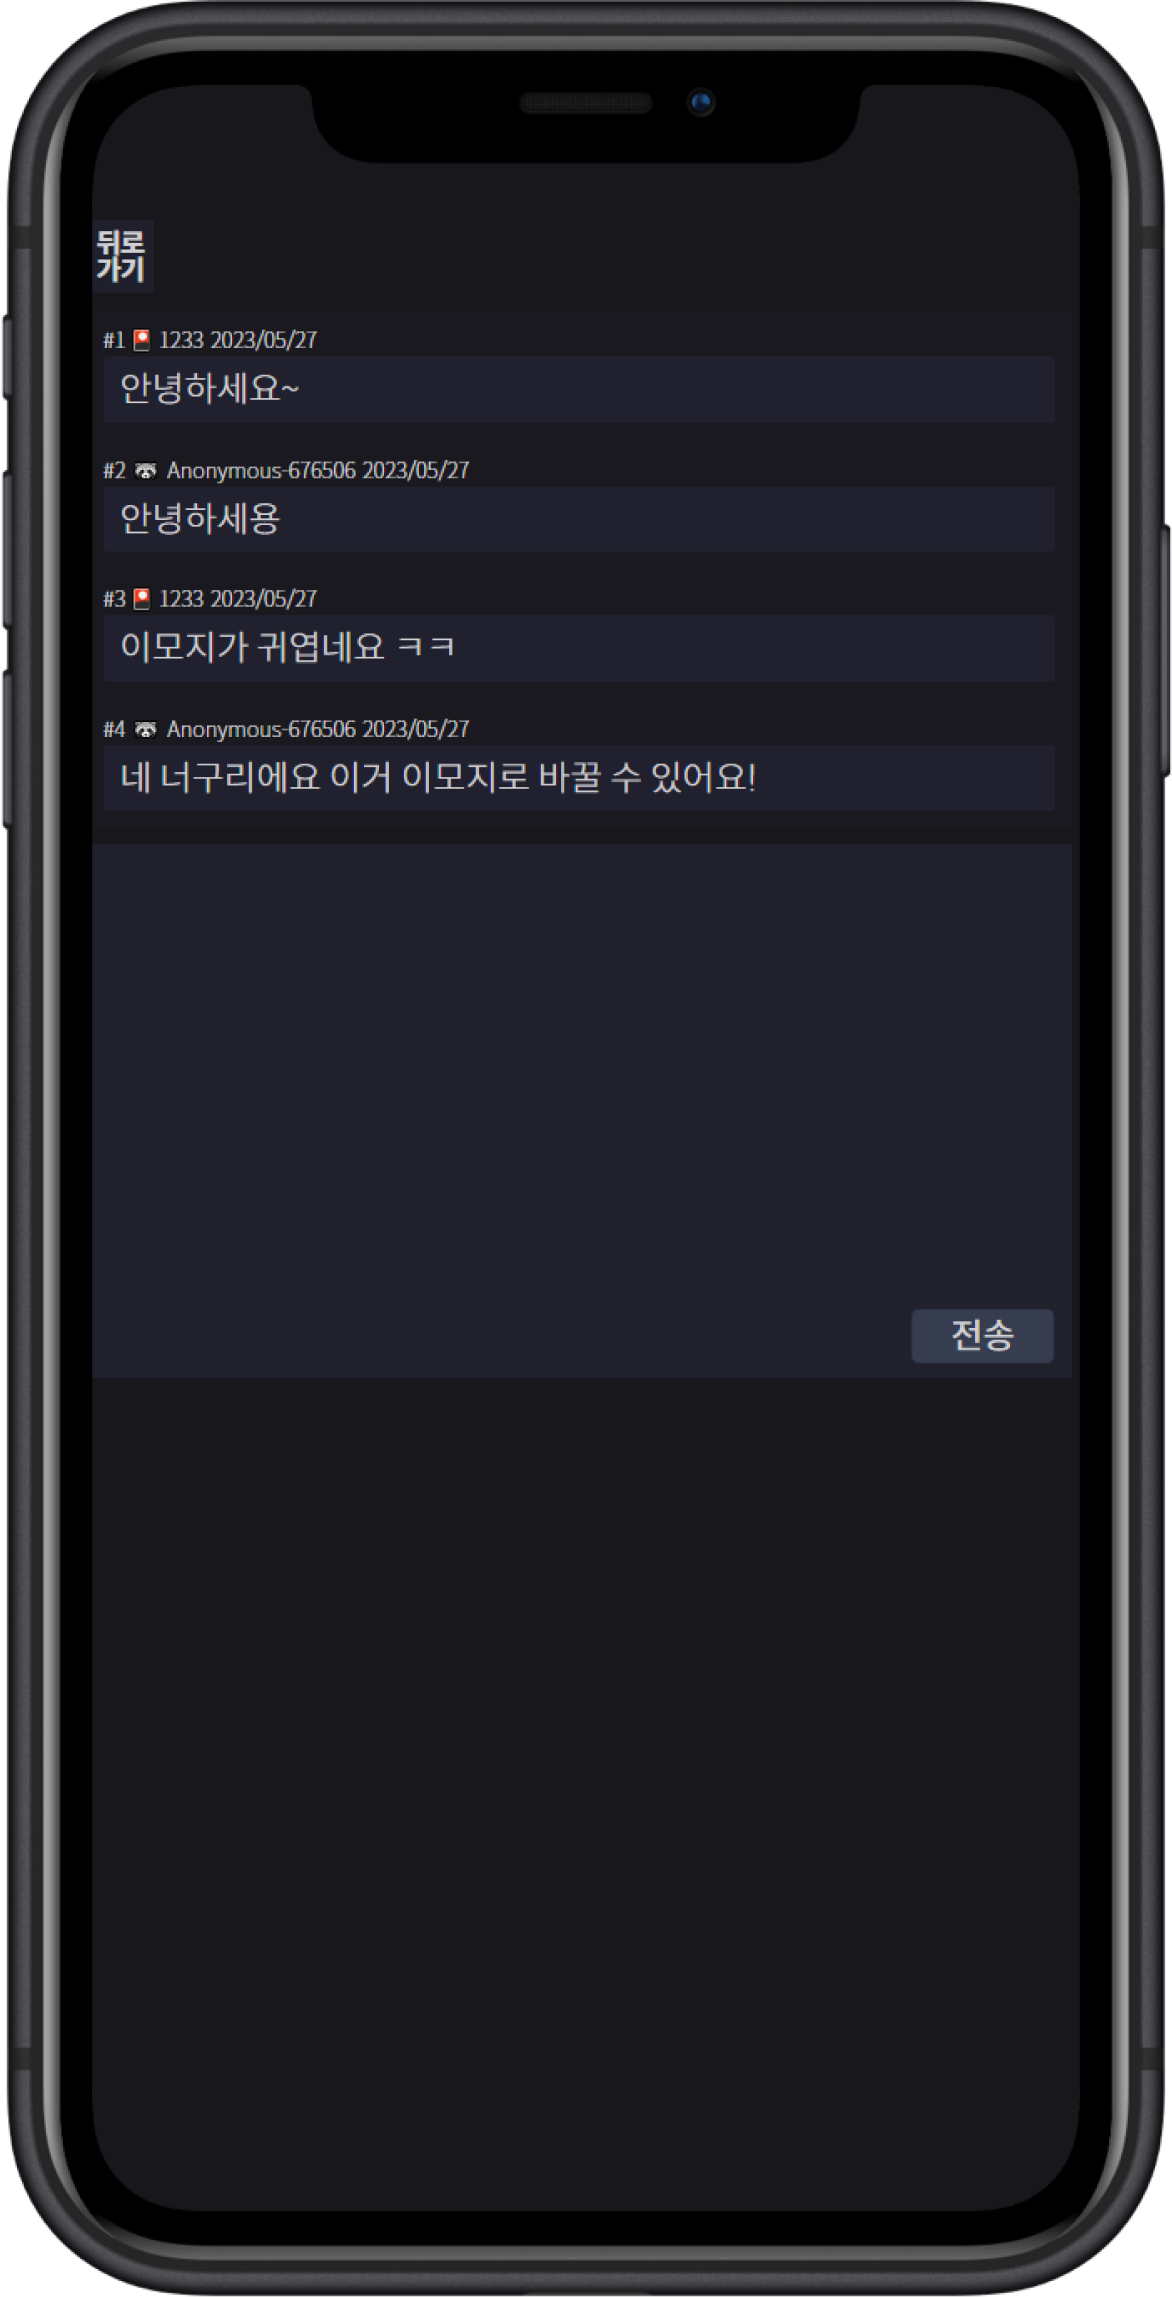 뒤로
가기
#1 🎴 1233 2023/05/27
안녕하세요~
#2 🦝 Anonymous-676506 2023/05/27
안녕하세용
#3 🎴 1233 2023/05/27
이모지가 귀엽네요 ㅋㅋ
#4 🦝 Anonymous-676506 2023/05/27
네 너구리에요 이거 이모지로 바꿀 수 있어요!
전송